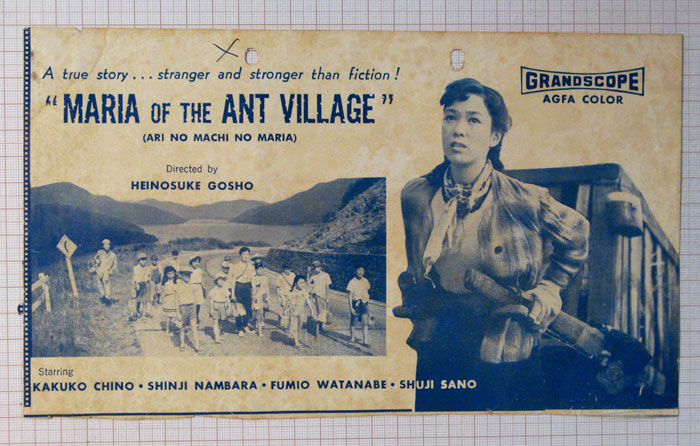 A true story... stranger and stronger than fiction!
"MARIA OF THE ANT VILLAGE"
(ARI NO MACHI NO MARIA)
Directed by
HEINOSUKE GOSHO
GRANDSCOPE
AGFA COLOR
Starring
KAKUKO CHINO • SHINJI NAMBARA • FUMIO WATANABE • SHUJI SANO